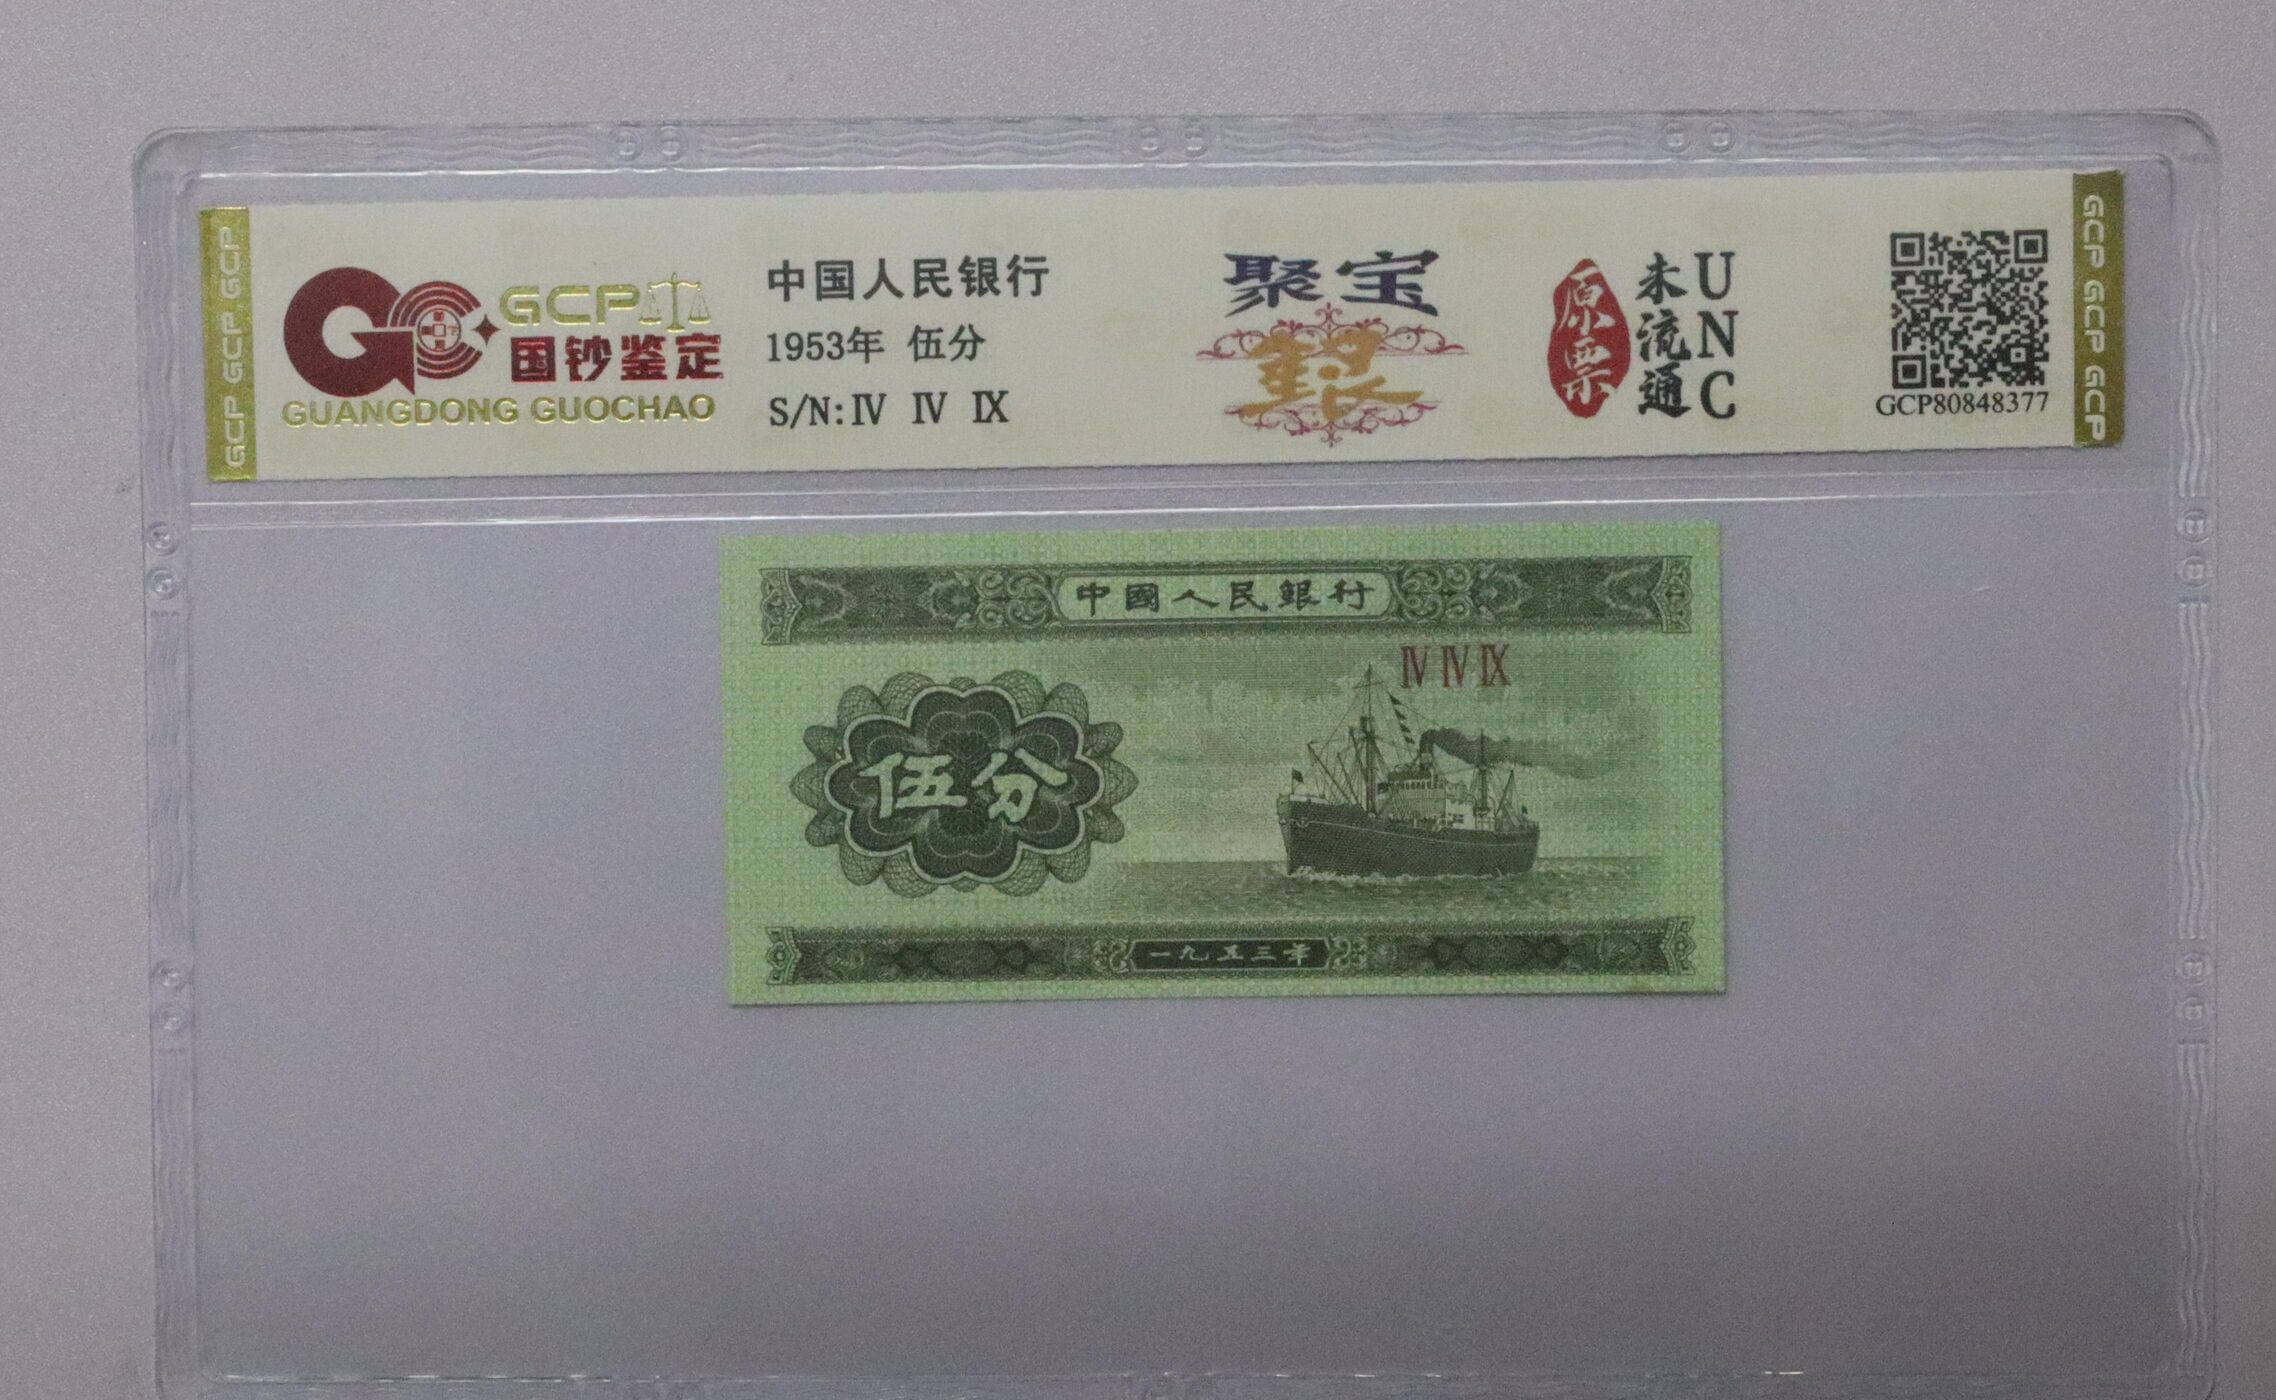 GCP GCP GCP
GCP
国钞鉴定
GUANGDONG GUOCHAO
中国人民银行
1953年 伍分
S/N:Ⅳ Ⅳ Ⅸ
聚宝
原票
未流通
UNC
GCP80848377
GCP GCP GCP
中國人民銀行
Ⅳ Ⅳ Ⅸ
伍分
一九五三年